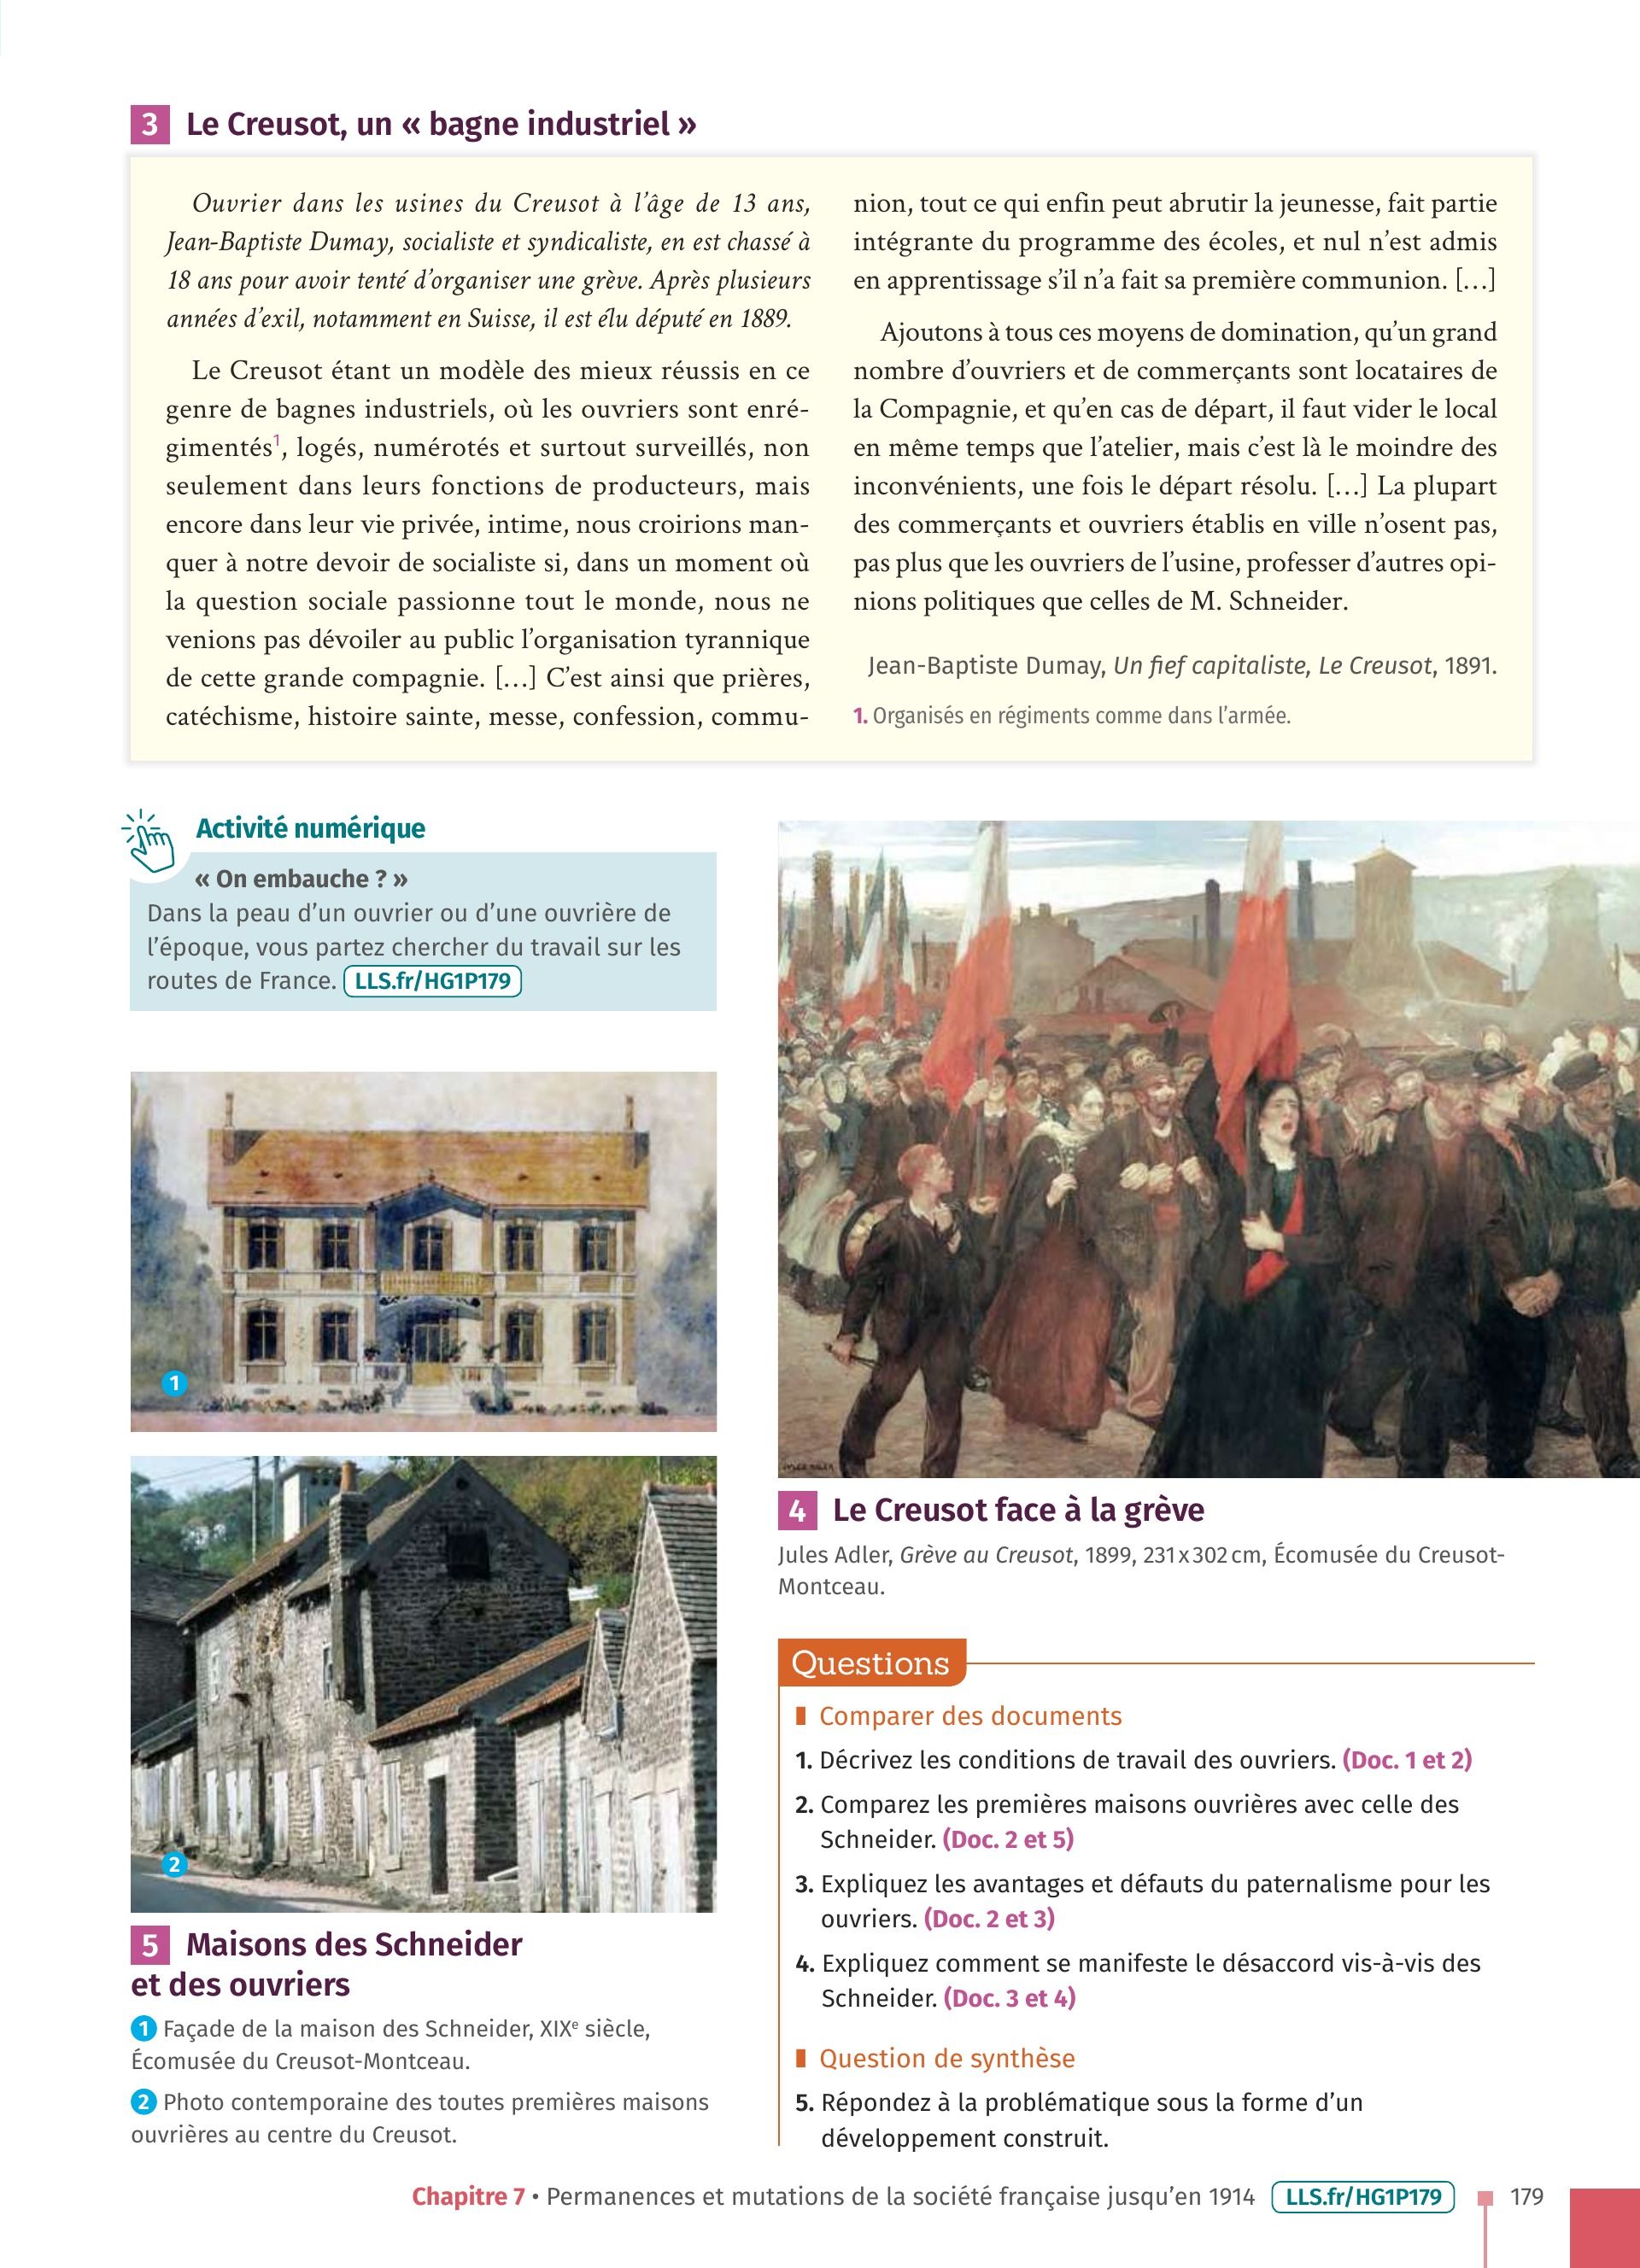 3 Le Creusot, un « bagne industriel »
Ouvrier dans les usines du Creusot à l'âge de 13 ans,
Jean-Baptiste Dumay, socialiste et syndicaliste, en est chassé à
18 ans pour avoir tenté d'organiser une grève. Après plusieurs
années d'exil, notamment en Suisse, il est élu député en 1889.
Le Creusot étant un modèle des mieux réussis en ce
genre de bagnes industriels, où les ouvriers sont enré-
gimentés1, logés, numérotés et surtout surveillés, non
seulement dans leurs fonctions de producteurs, mais
encore dans leur vie privée, intime, nous croirions man-
quer à notre devoir de socialiste si, dans un moment où
la question sociale passionne tout le monde, nous ne
venions pas dévoiler au public l'organisation tyrannique
de cette grande compagnie. […] C'est ainsi que prières,
catéchisme, histoire sainte, messe, confession, commu-
nion, tout ce qui enfin peut abrutir la jeunesse, fait partie
intégrante du programme des écoles, et nul n'est admis
en apprentissage s'il n'a fait sa première communion. […]
Ajoutons à tous ces moyens de domination, qu'un grand
nombre d'ouvriers et de commerçants sont locataires de
la Compagnie, et qu'en cas de départ, il faut vider le local
en même temps que l'atelier, mais c'est là le moindre des
inconvénients, une fois le départ résolu. […] La plupart
des commerçants et ouvriers établis en ville n'osent pas,
pas plus que les ouvriers de l'usine, professer d'autres opi-
nions politiques que celles de M. Schneider.
Jean-Baptiste Dumay, Un fief capitaliste, Le Creusot, 1891.
1. Organisés en régiments comme dans l'armée.
Activité numérique
« On embauche ? »
Dans la peau d'un ouvrier ou d'une ouvrière de
l'époque, vous partez chercher du travail sur les
routes de France. LLS.fr/HG1P179
1
2
5 Maisons des Schneider
et des ouvriers
1 Façade de la maison des Schneider, XIXe siècle,
Écomusée du Creusot-Montceau.
2 Photo contemporaine des toutes premières maisons
ouvrières au centre du Creusot.
JULES ADLER
4 Le Creusot face à la grève
Jules Adler, Grève au Creusot, 1899, 231 x 302 cm, Écomusée du Creusot-
Montceau.
Questions
Comparer des documents
1. Décrivez les conditions de travail des ouvriers. (Doc. 1 et 2)
2. Comparez les premières maisons ouvrières avec celle des
Schneider. (Doc. 2 et 5)
3. Expliquez les avantages et défauts du paternalisme pour les
ouvriers. (Doc. 2 et 3)
4. Expliquez comment se manifeste le désaccord vis-à-vis des
Schneider. (Doc. 3 et 4)
Question de synthèse
5. Répondez à la problématique sous la forme d'un
développement construit.
Chapitre 7 • Permanences et mutations de la société française jusqu'en 1914 LLS.fr/HG1P179 179